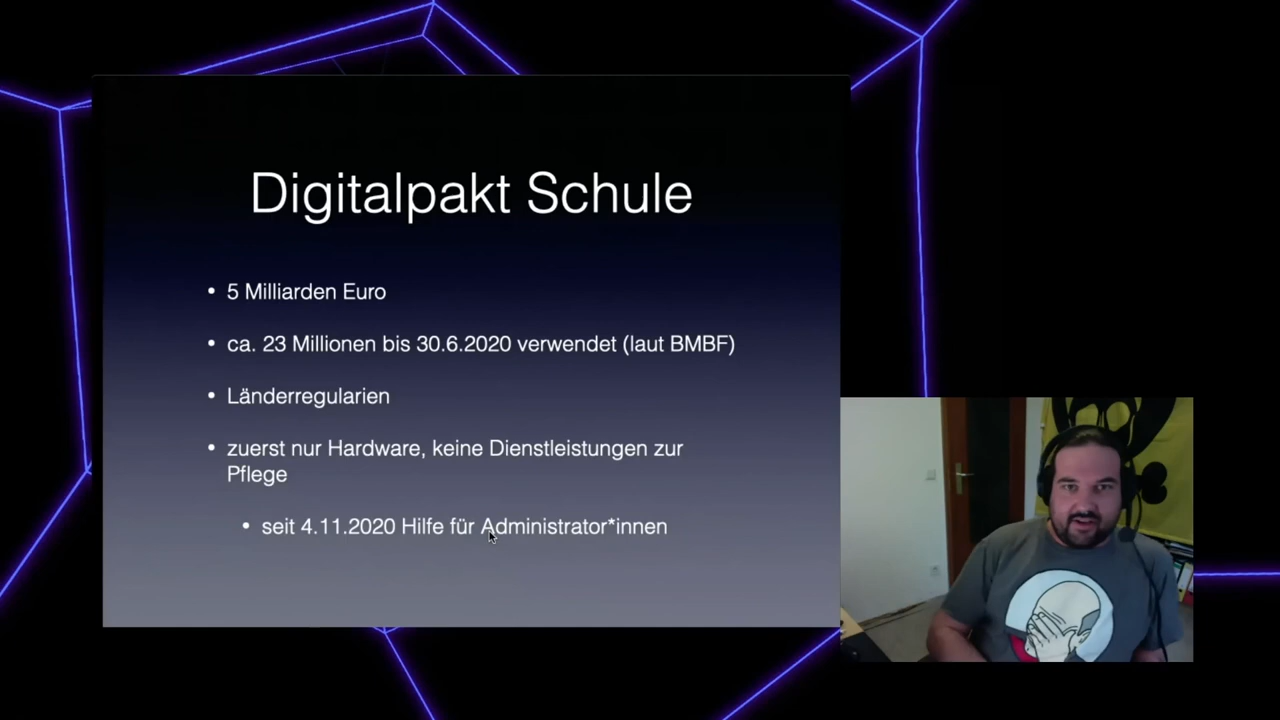 Digitalpakt Schule
• 5 Milliarden Euro
• ca. 23 Millionen bis 30.6.2020 verwendet (laut BMBF)
• Länderregularien
• zuerst nur Hardware, keine Dienstleistungen zur
Pflege
• seit 4.11.2020 Hilfe für Administrator*innen